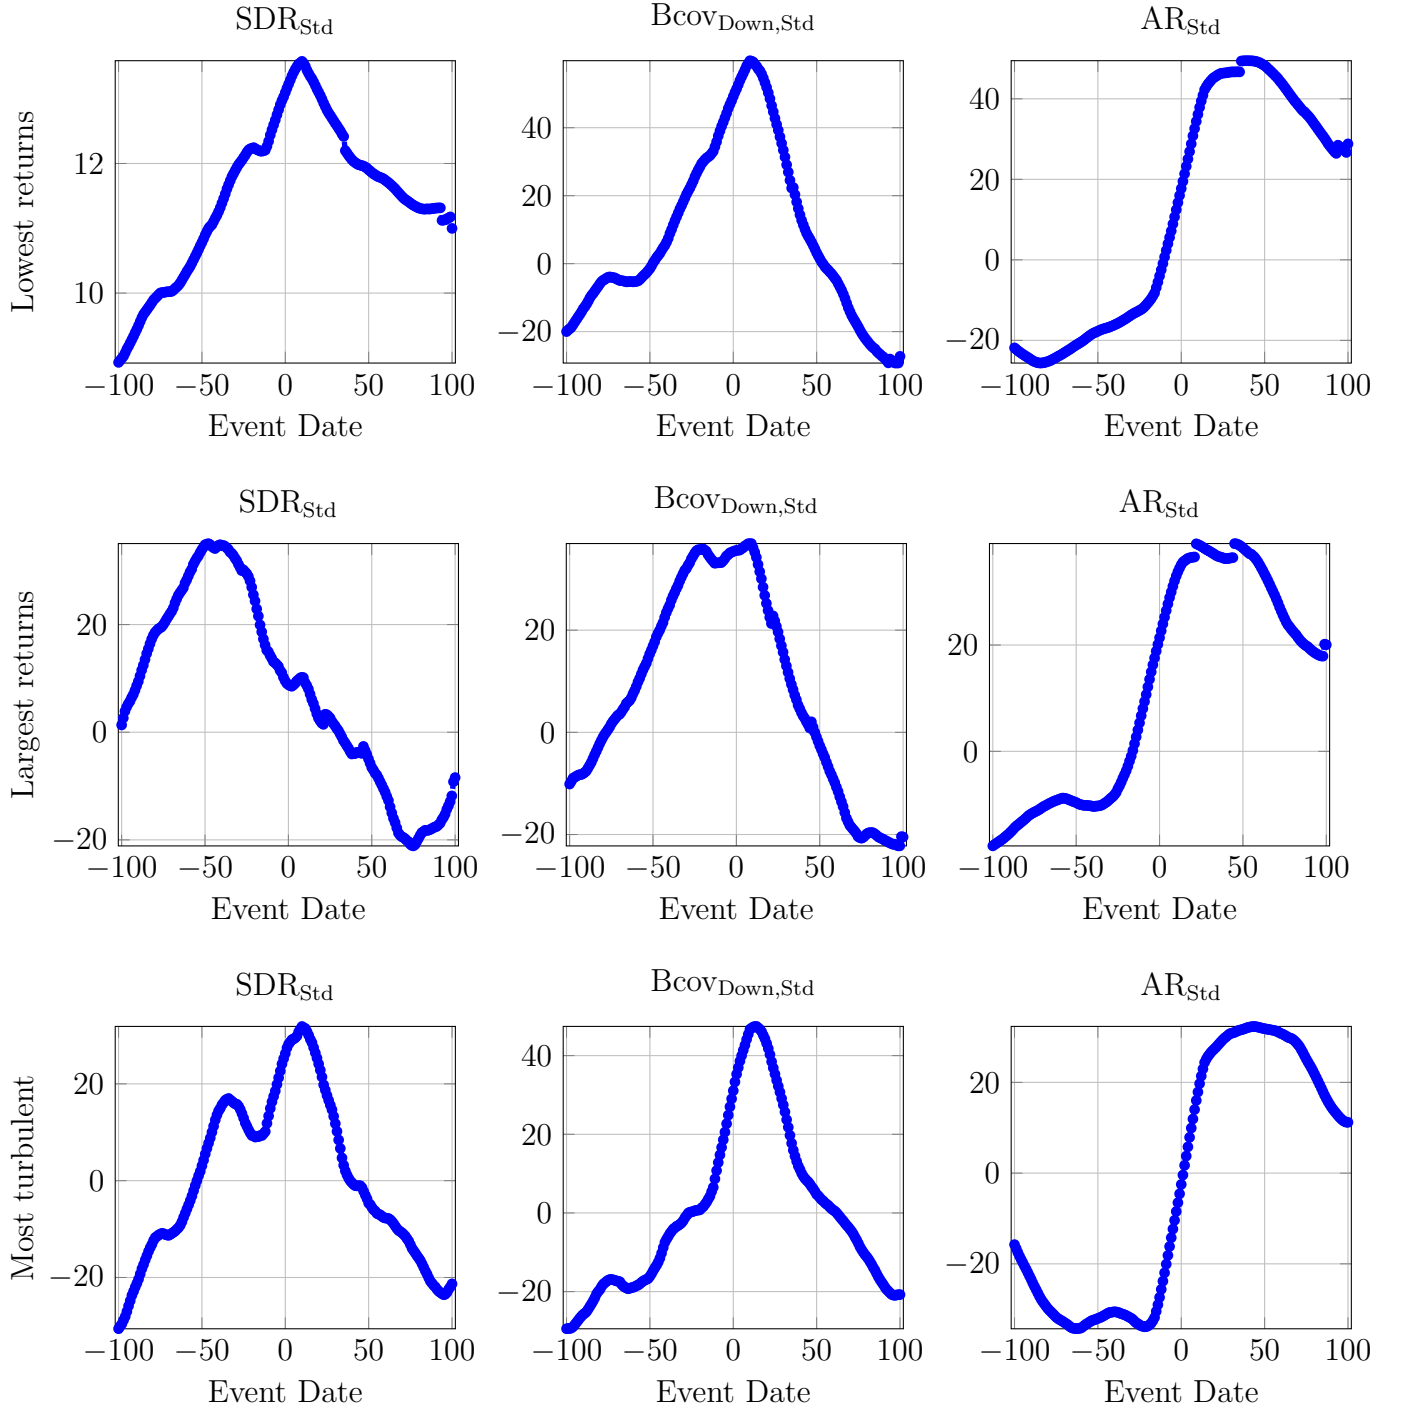 SDR_Std Bcov_Down,Std AR_Std
Lowest returns
10 12
−20 0 20 40
−20 0 20 40
−100 −50 0 50 100 −100 −50 0 50 100 −100 −50 0 50 100
Event Date Event Date Event Date
SDR_Std Bcov_Down,Std AR_Std
Largest returns
−20 0 20
−20 0 20
0 20
−100 −50 0 50 100 −100 −50 0 50 100 −100 −50 0 50 100
Event Date Event Date Event Date
SDR_Std Bcov_Down,Std AR_Std
Most turbulent
−20 0 20
−20 0 20 40
−20 0 20
−100 −50 0 50 100 −100 −50 0 50 100 −100 −50 0 50 100
Event Date Event Date Event Date